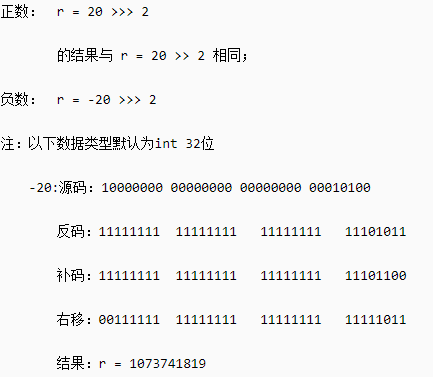 正数： r = 20 >>> 2
的结果与 r = 20 >> 2 相同；
负数： r = -20 >>> 2
注：以下数据类型默认为int 32位
-20:源码：10000000 00000000 00000000 00010100
反码：11111111 11111111 11111111 11101011
补码：11111111 11111111 11111111 11101100
右移：00111111 11111111 11111111 11111011
结果：r = 1073741819